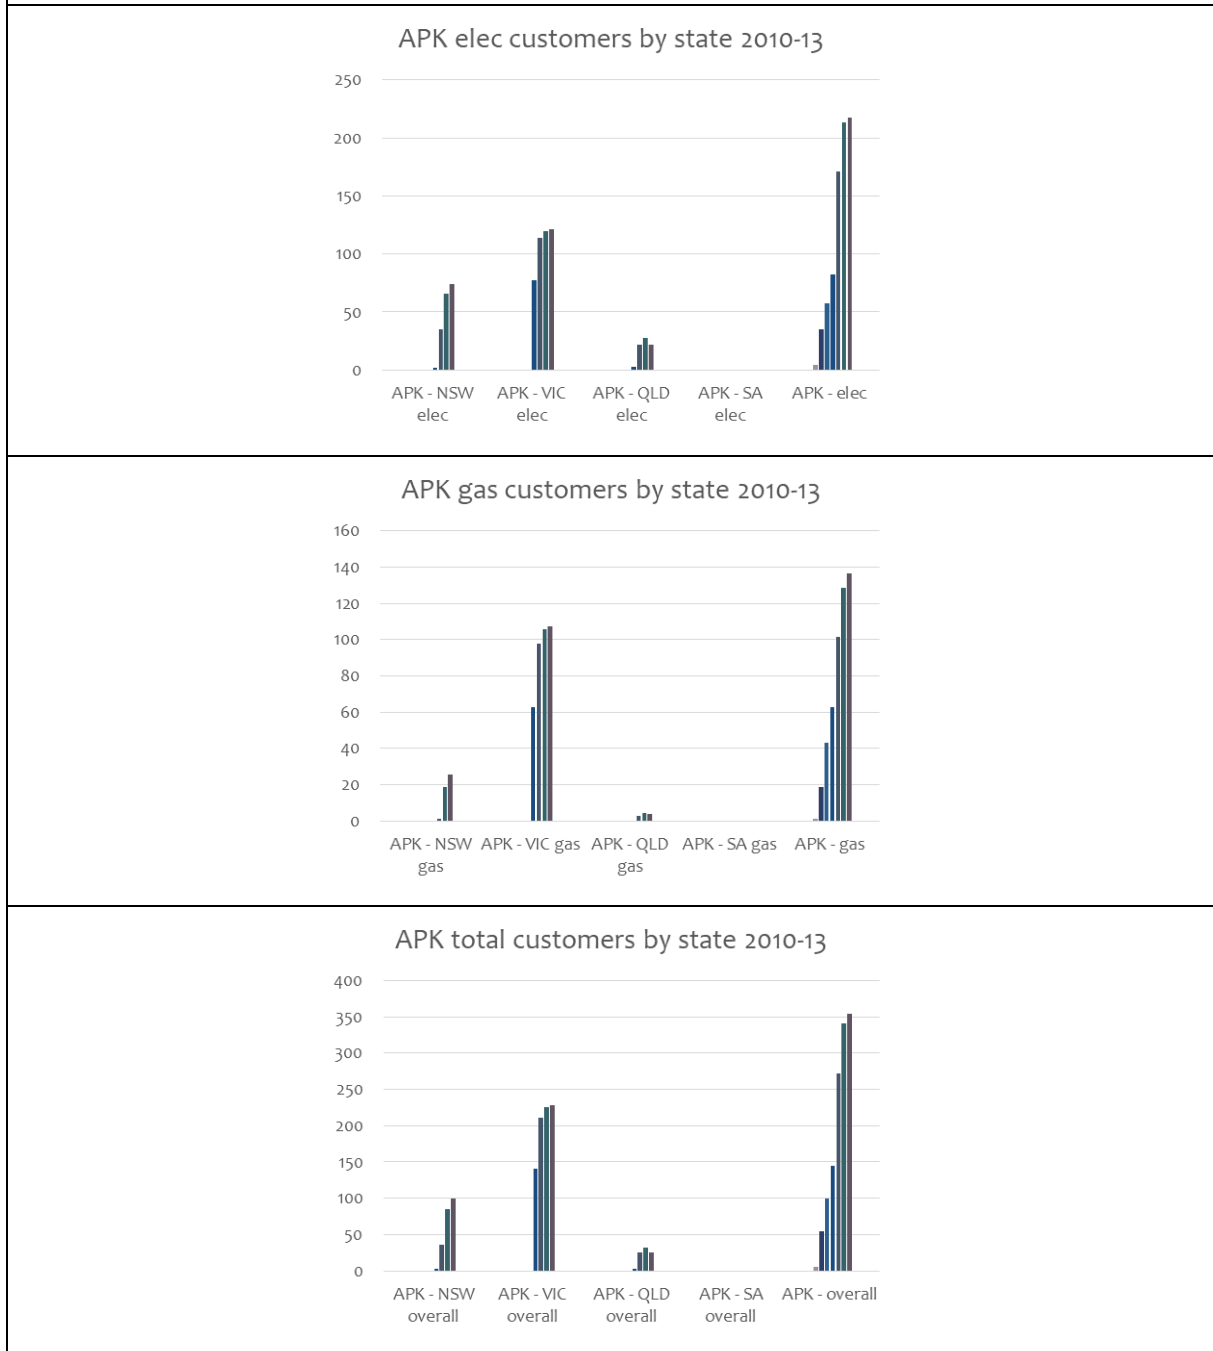 APK elec customers by state 2010-13
250
200
150
100
50
0
APK - NSW elec
APK - VIC elec
APK - QLD elec
APK - SA elec
APK - elec
APK gas customers by state 2010-13
160
140
120
100
80
60
40
20
0
APK - NSW gas
APK - VIC gas
APK - QLD gas
APK - SA gas
APK - gas
APK total customers by state 2010-13
400
350
300
250
200
150
100
50
0
APK - NSW overall
APK - VIC overall
APK - QLD overall
APK - SA overall
APK - overall